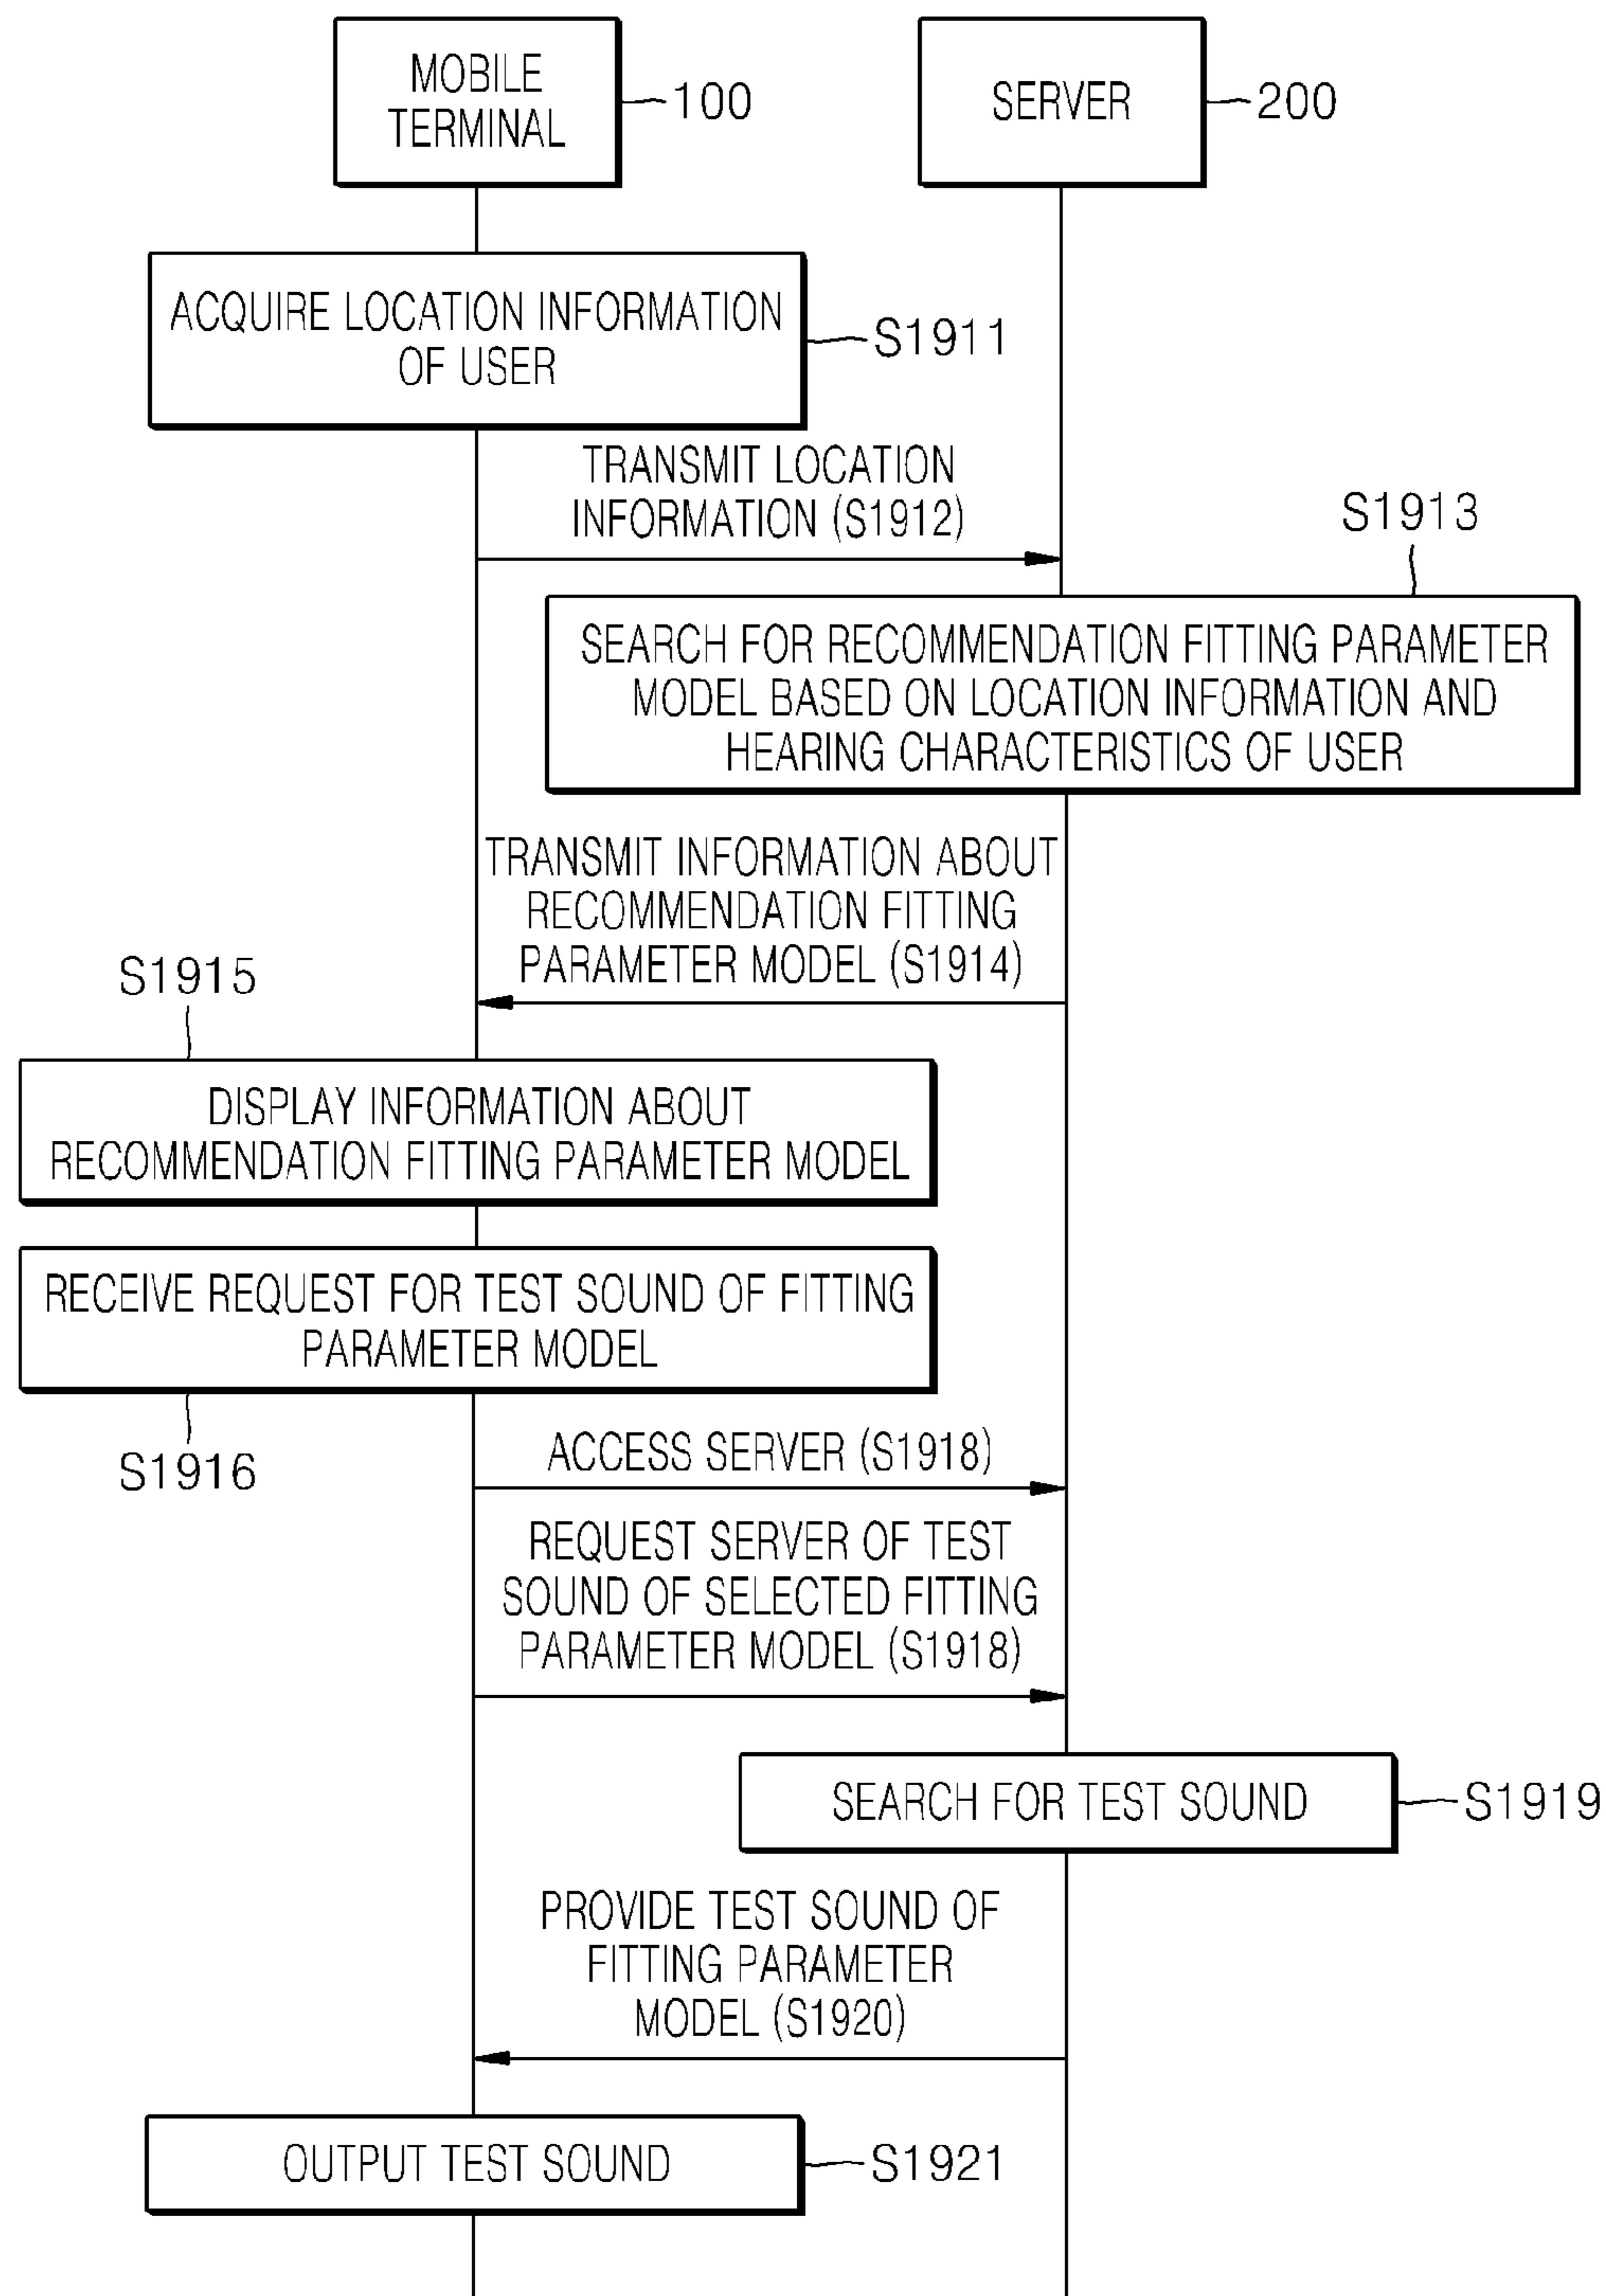 MOBILE
TERMINAL
100
SERVER
200
ACQUIRE LOCATION INFORMATION
OF USER
S1911
TRANSMIT LOCATION
INFORMATION (S1912)
S1913
SEARCH FOR RECOMMENDATION FITTING PARAMETER
MODEL BASED ON LOCATION INFORMATION AND
HEARING CHARACTERISTICS OF USER
TRANSMIT INFORMATION ABOUT
RECOMMENDATION FITTING
PARAMETER MODEL (S1914)
S1915
DISPLAY INFORMATION ABOUT
RECOMMENDATION FITTING PARAMETER MODEL
RECEIVE REQUEST FOR TEST SOUND OF FITTING
PARAMETER MODEL
S1916
ACCESS SERVER (S1918)
REQUEST SERVER OF TEST
SOUND OF SELECTED FITTING
PARAMETER MODEL (S1918)
SEARCH FOR TEST SOUND
S1919
PROVIDE TEST SOUND OF
FITTING PARAMETER
MODEL (S1920)
OUTPUT TEST SOUND
S1921